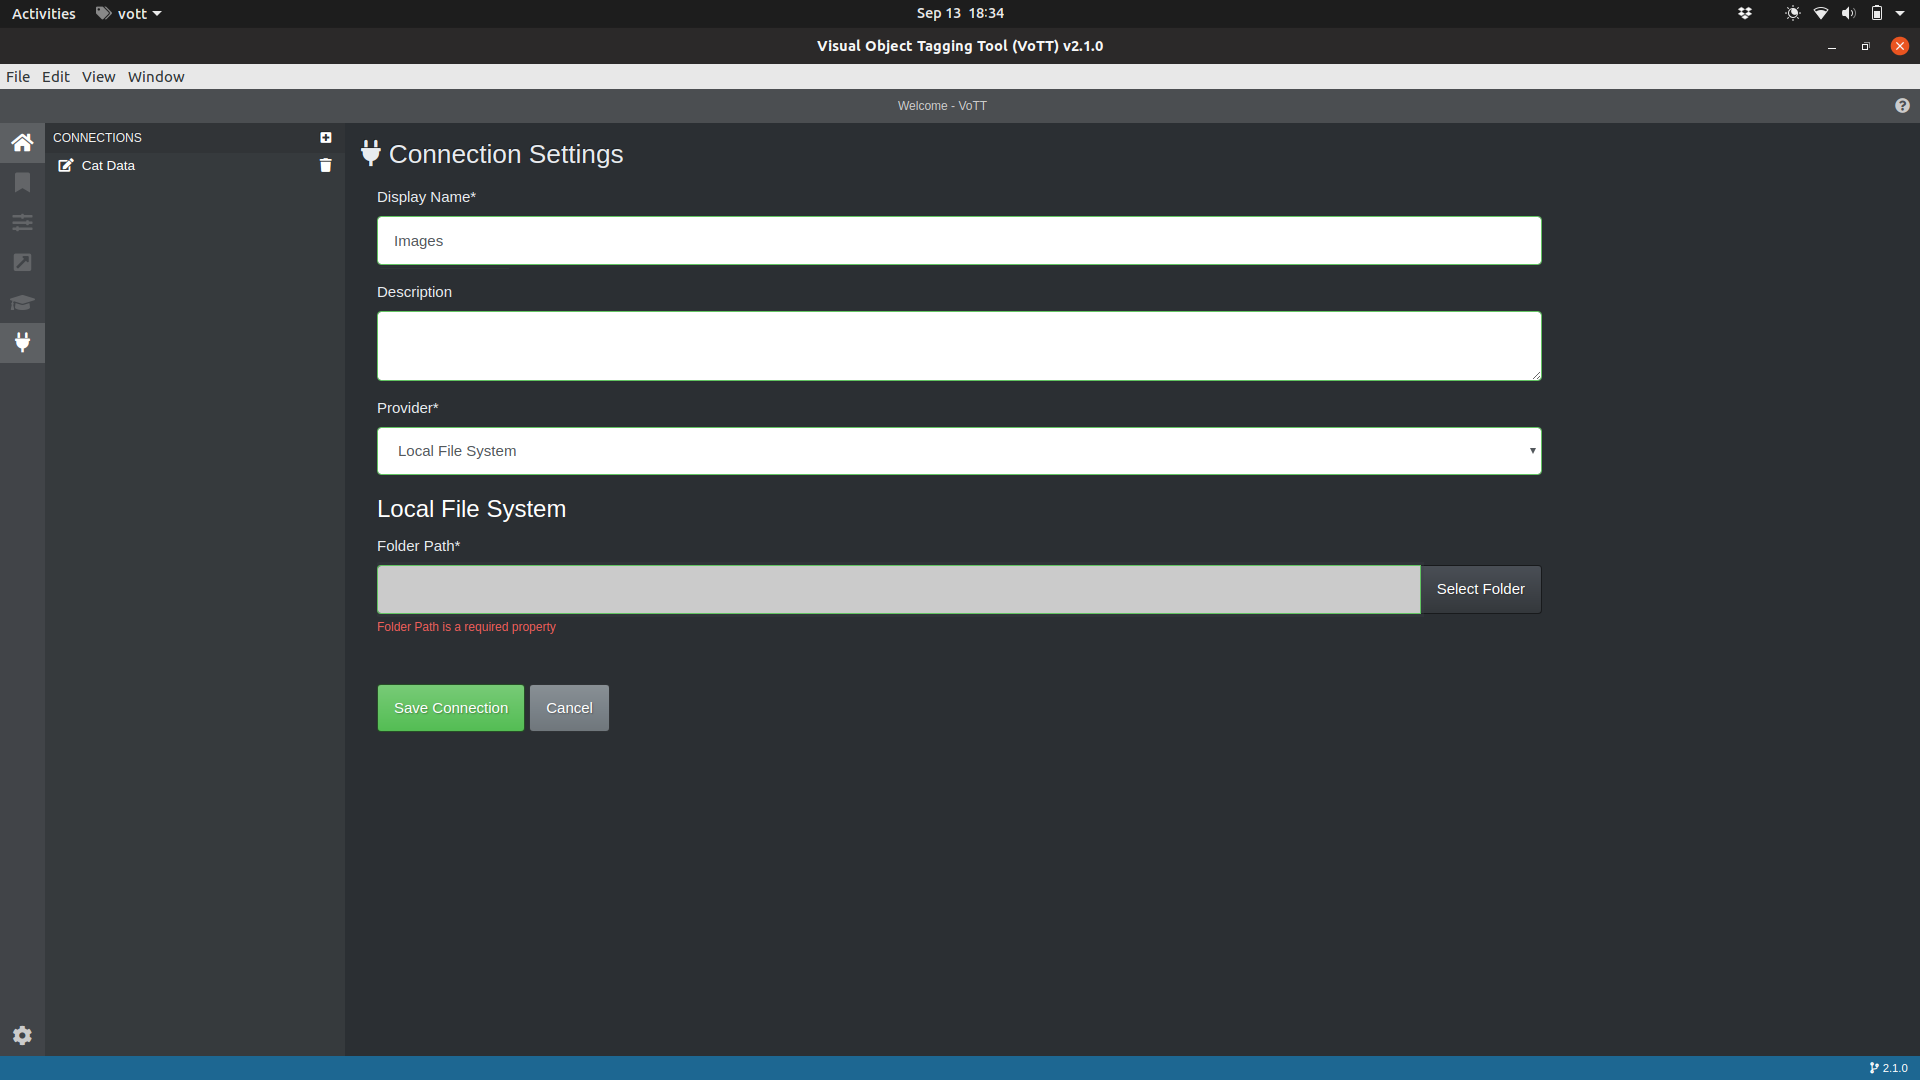 Activities vott Sep 13 18:34
Visual Object Tagging Tool (VoTT) v2.1.0
File Edit View Window
Welcome - VoTT
CONNECTIONS
Cat Data
Connection Settings
Display Name*
Images
Description
Provider*
Local File System
Local File System
Folder Path*
Select Folder
Folder Path is a required property
Save Connection Cancel
2.1.0